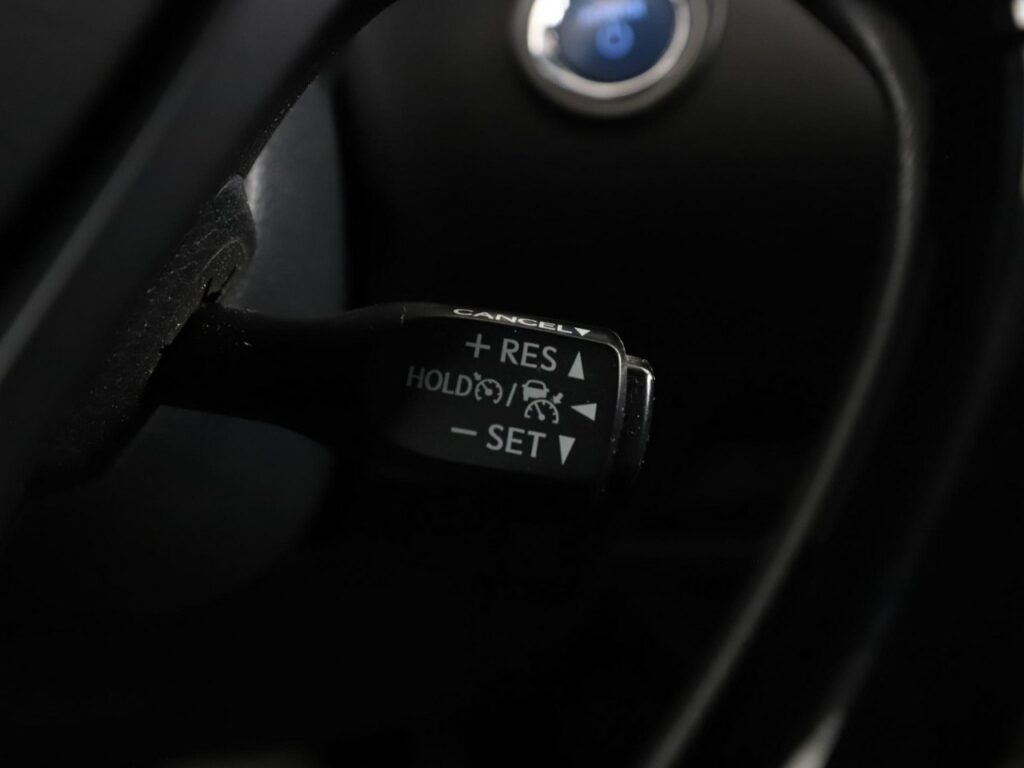 CANCEL
+ RES
HOLD /
- SET